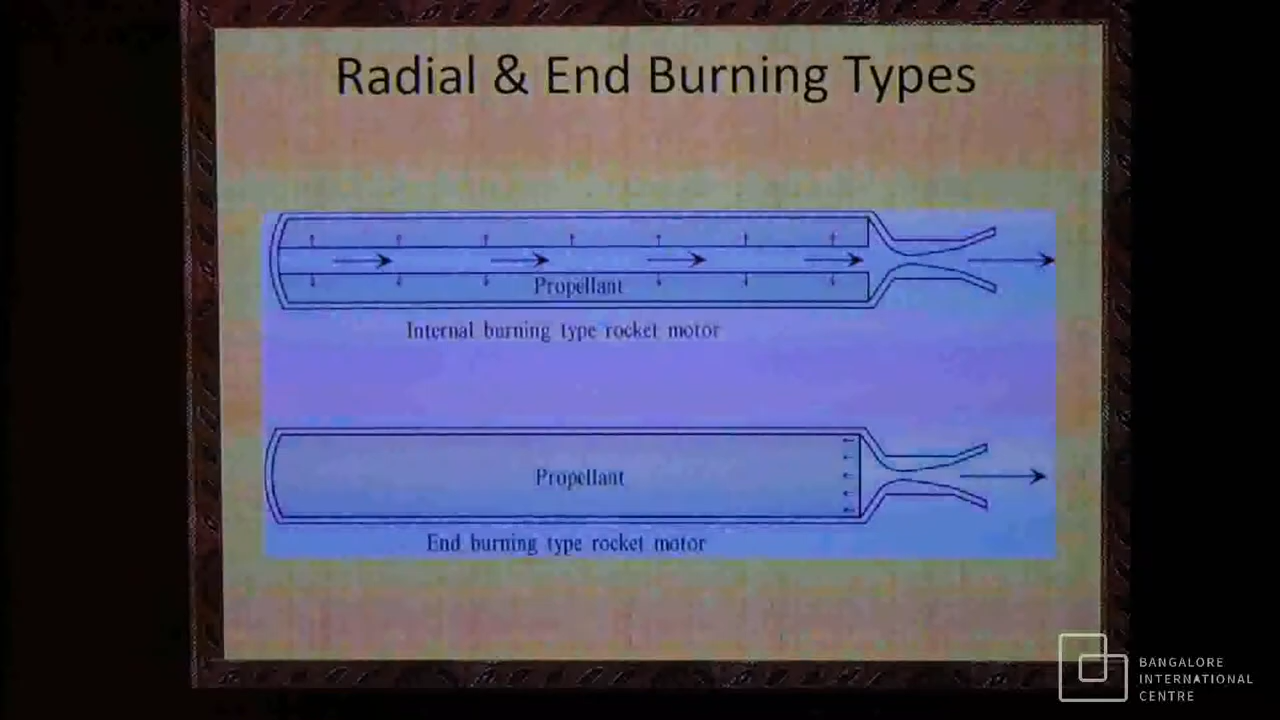 Radial & End Burning Types
Propellant
Internal burning type rocket motor
Propellant
End burning type rocket motor
BANGALORE
INTERNATIONAL
CENTRE